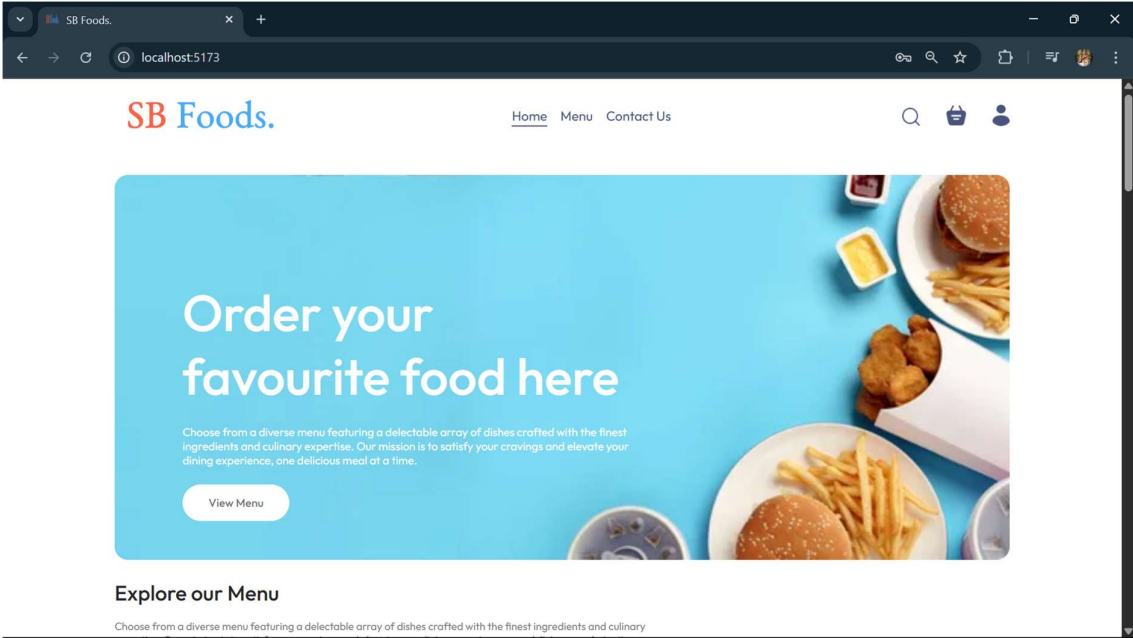 SB Foods.
localhost:5173
SB Foods.
Home Menu Contact Us
Order your
favourite food here
Choose from a diverse menu featuring a delectable array of dishes crafted with the finest
ingredients and culinary expertise. Our mission is to satisfy your cravings and elevate your
dining experience, one delicious meal at a time.
View Menu
Explore our Menu
Choose from a diverse menu featuring a delectable array of dishes crafted with the finest ingredients and culinary